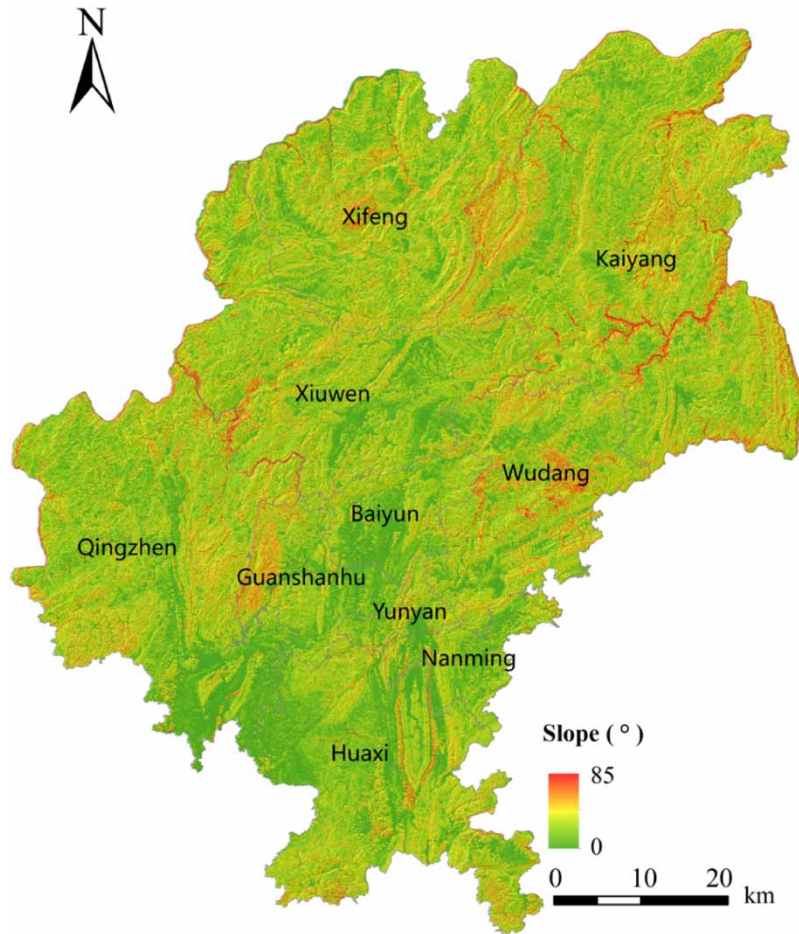 N
Xifeng
Kaiyang
Xiuwen
Wudang
Baiyun
Qingzhen
Guanshanhu
Yunyan
Nanming
Huaxi
Slope ( ° )
85
0
0 10 20
km